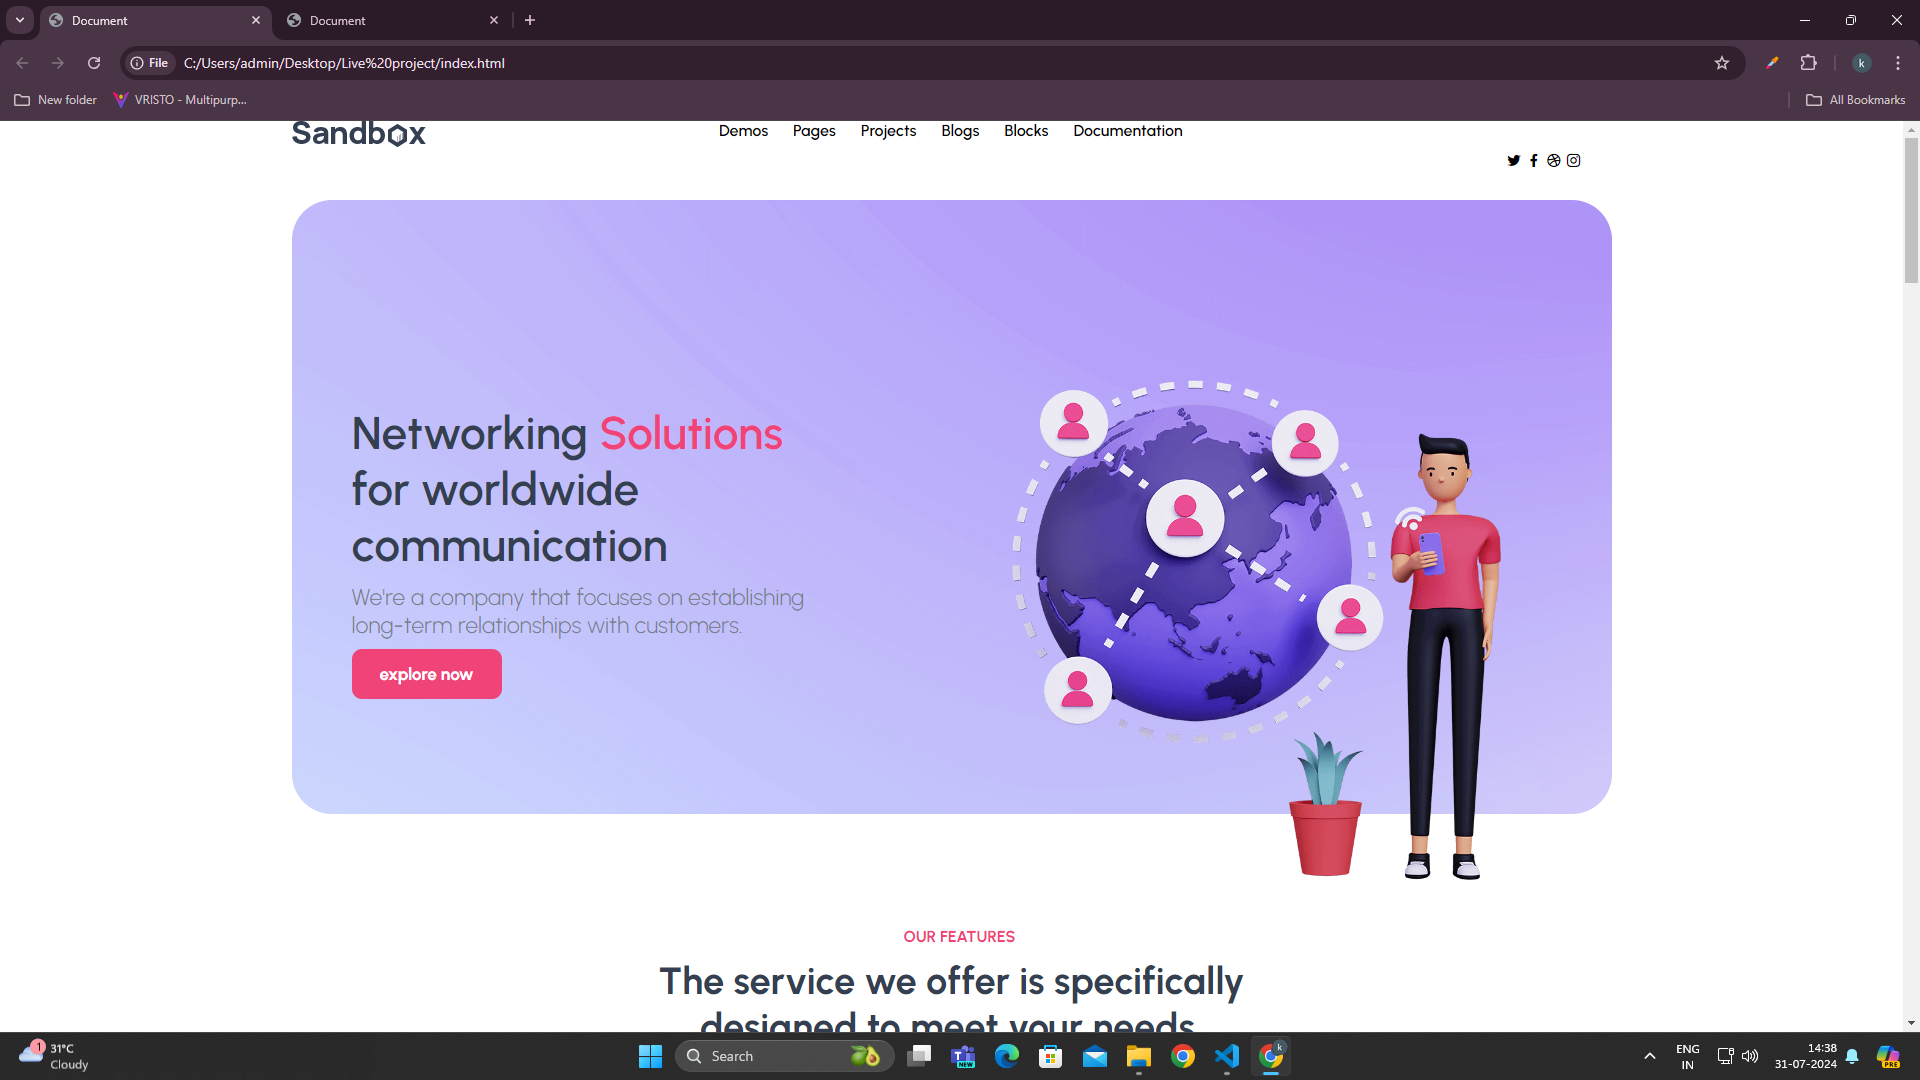 Document
Document
File
C:/Users/admin/Desktop/Live%20project/index.html
k
New folder
VRISTO - Multipurp...
All Bookmarks
Sandbox
Demos
Pages
Projects
Blogs
Blocks
Documentation
Networking Solutions
for worldwide
communication
We're a company that focuses on establishing
long-term relationships with customers.
explore now
OUR FEATURES
The service we offer is specifically
designed to meet your needs
1
31°C
Cloudy
Search
T
NEW
k
ENG
IN
14:38
31-07-2024
PRE